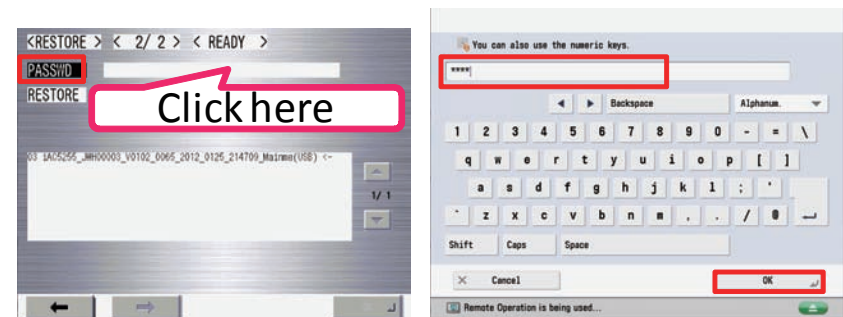 <RESTORE > < 2/ 2 > < READY >
PASSWD
RESTORE
Click here
03 iAC5255_JWH00003_V0102_0065_2012_0125_214709_Mainme(USB) <-
1/ 1
You can also use the numeric keys.
****
Backspace Alphanum.
1 2 3 4 5 6 7 8 9 0 - = \
q w e r t y u i o p [ ]
a s d f g h j k l ; '
` z x c v b n m , . / @
Shift Caps Space
× Cancel OK
Remote Operation is being used...